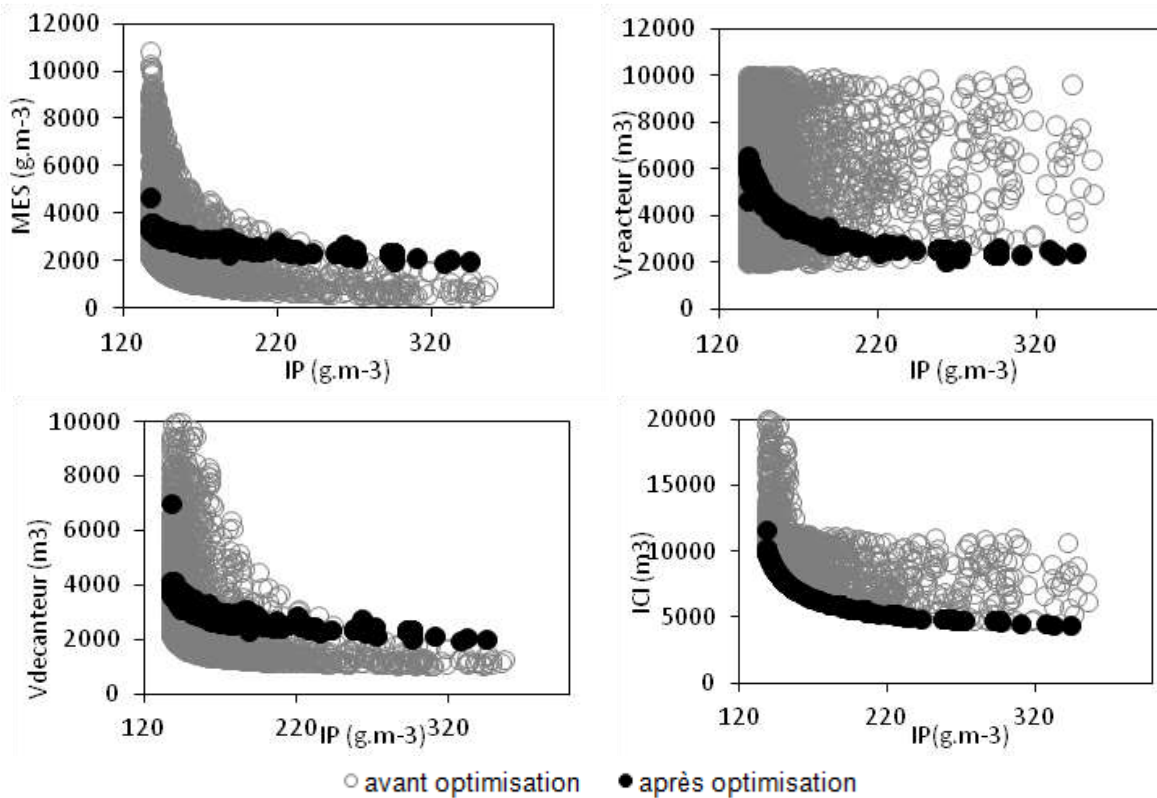 12000
10000
8000
6000
4000
2000
0
MES (g.m-3)
120 220 320
IP (g.m-3)
12000
10000
8000
6000
4000
2000
0
Vreacteur (m3)
120 220 320
IP (g.m-3)
10000
8000
6000
4000
2000
0
Vdecanteur (m3)
120 220 320
IP (g.m-3)
20000
15000
10000
5000
0
ICI (m3)
120 220 320
IP(g.m-3)
avant optimisation après optimisation